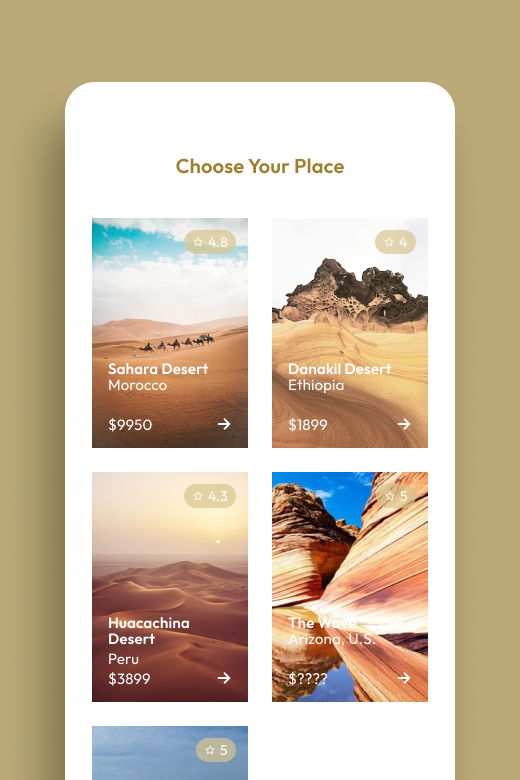 Choose Your Place
4.8
Sahara Desert
Morocco
$9950
4
Danakil Desert
Ethiopia
$1899
4.3
Huacachina
Desert
Peru
$3899
5
The Wave
Arizona, U.S.
$????
5